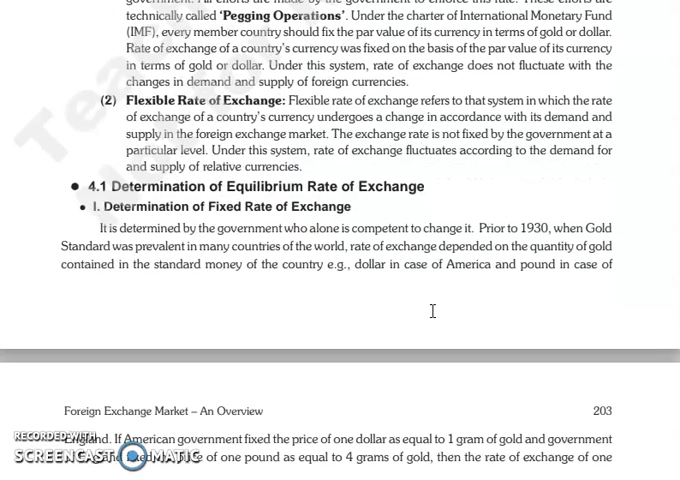 technically called 'Pegging Operations'. Under the charter of International Monetary Fund
(IMF), every member country should fix the par value of its currency in terms of gold or dollar.
Rate of exchange of a country's currency was fixed on the basis of the par value of its currency
in terms of gold or dollar. Under this system, rate of exchange does not fluctuate with the
changes in demand and supply of foreign currencies.
(2) Flexible Rate of Exchange: Flexible rate of exchange refers to that system in which the rate
of exchange of a country's currency undergoes a change in accordance with its demand and
supply in the foreign exchange market. The exchange rate is not fixed by the government at a
particular level. Under this system, rate of exchange fluctuates according to the demand for
and supply of relative currencies.
• 4.1 Determination of Equilibrium Rate of Exchange
• I. Determination of Fixed Rate of Exchange
It is determined by the government who alone is competent to change it. Prior to 1930, when Gold
Standard was prevalent in many countries of the world, rate of exchange depended on the quantity of gold
contained in the standard money of the country e.g., dollar in case of America and pound in case of
Foreign Exchange Market – An Overview 203
England. If American government fixed the price of one dollar as equal to 1 gram of gold and government
of one pound as equal to 4 grams of gold, then the rate of exchange of one
RECORDED WITH
SCREENCAST MATIC